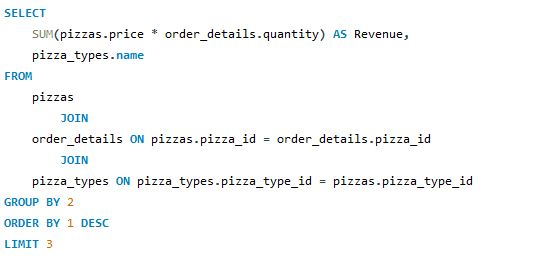 SELECT
    SUM(pizzas.price * order_details.quantity) AS Revenue,
    pizza_types.name
FROM
    pizzas
        JOIN
    order_details ON pizzas.pizza_id = order_details.pizza_id
        JOIN
    pizza_types ON pizza_types.pizza_type_id = pizzas.pizza_type_id
GROUP BY 2
ORDER BY 1 DESC
LIMIT 3